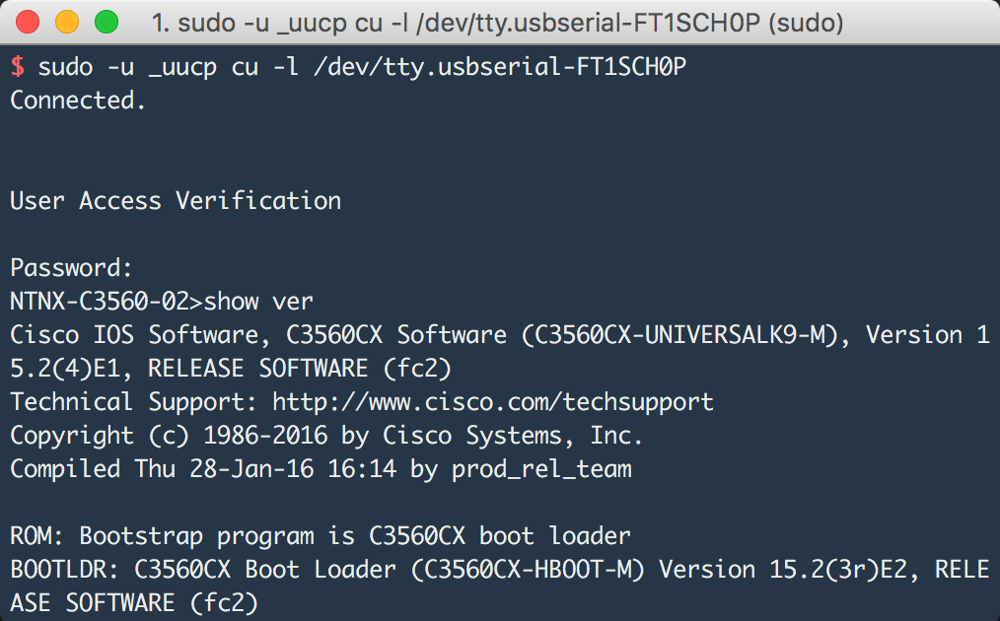 1. sudo -u _uucp cu -l /dev/tty.usbserial-FT1SCH0P (sudo)
$ sudo -u _uucp cu -l /dev/tty.usbserial-FT1SCH0P
Connected.
User Access Verification
Password:
NTNX-C3560-02>show ver
Cisco IOS Software, C3560CX Software (C3560CX-UNIVERSALK9-M), Version 1
5.2(4)E1, RELEASE SOFTWARE (fc2)
Technical Support: http://www.cisco.com/techsupport
Copyright (c) 1986-2016 by Cisco Systems, Inc.
Compiled Thu 28-Jan-16 16:14 by prod_rel_team
ROM: Bootstrap program is C3560CX boot loader
BOOTLDR: C3560CX Boot Loader (C3560CX-HBOOT-M) Version 15.2(3r)E2, RELE
ASE SOFTWARE (fc2)